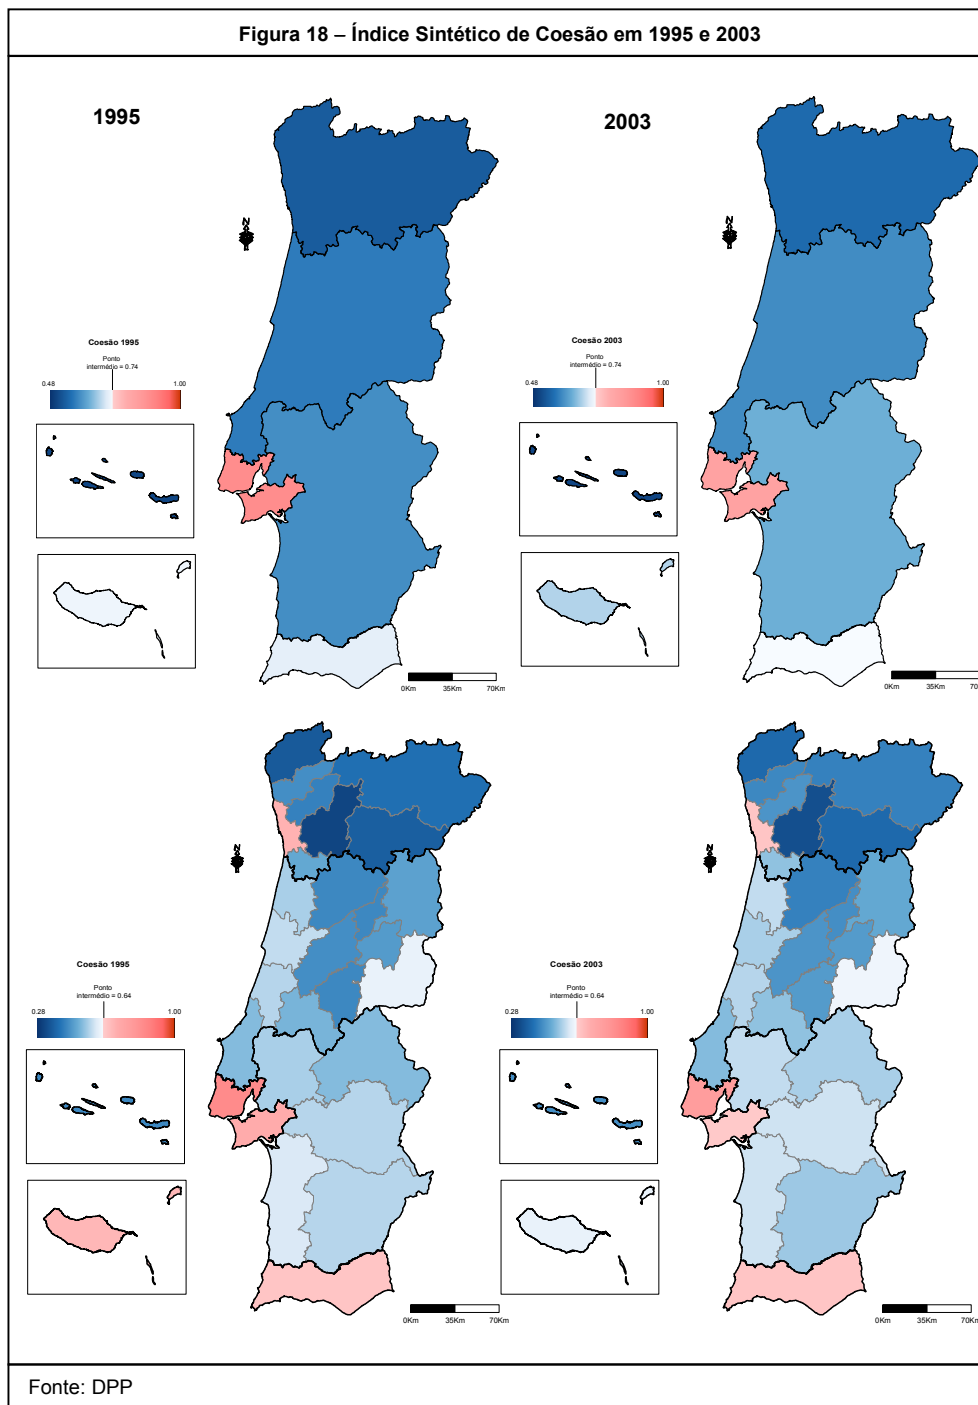 Figura 18 – Índice Sintético de Coesão em 1995 e 2003
1995
2003
N
N
Coesão 1995
Ponto
intermédio = 0.74
0.48
1.00
Coesão 2003
Ponto
intermédio = 0.74
0.48
1.00
0Km
35Km
70Km
0Km
35Km
70
N
N
Coesão 1995
Ponto
intermédio = 0.64
0.28
1.00
Coesão 2003
Ponto
intermédio = 0.64
0.28
1.00
0Km
35Km
70Km
0Km
35Km
70Km
Fonte: DPP